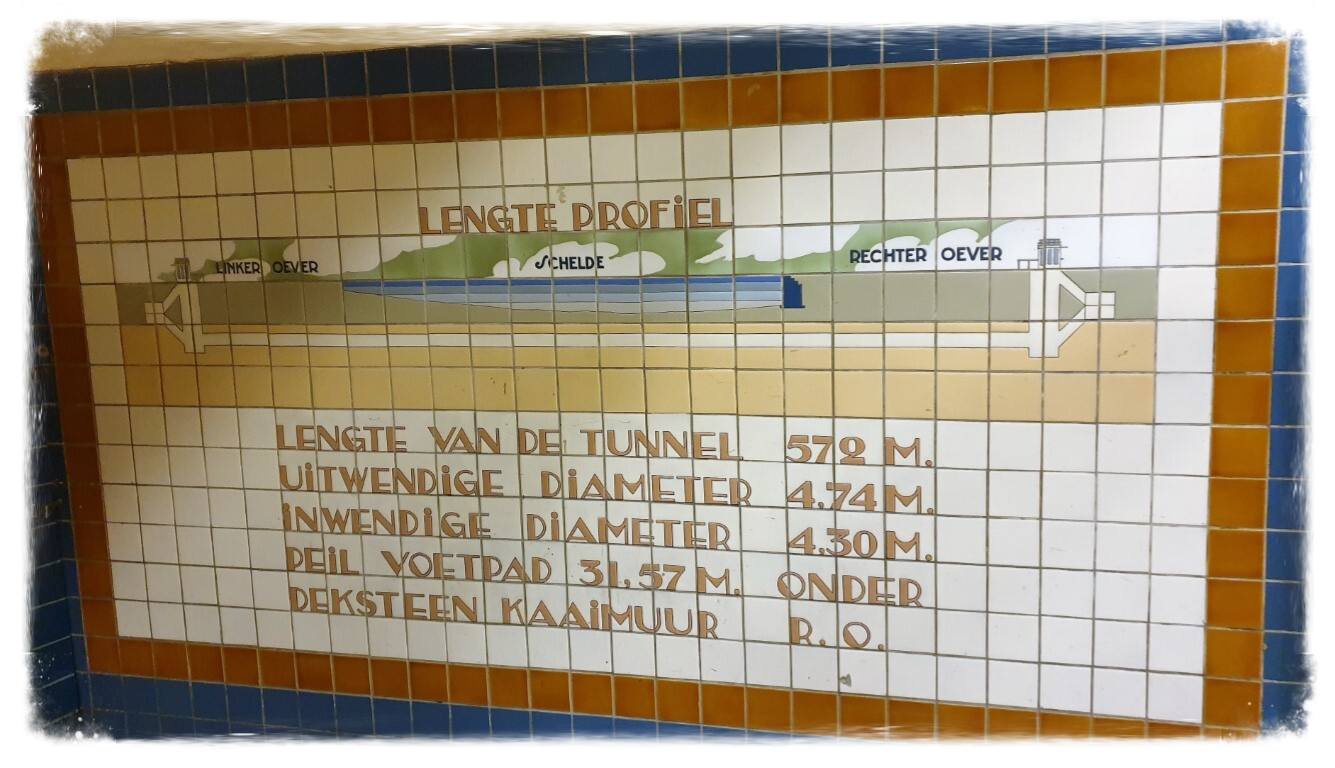 LENGTE PROFiEL
LINKER OEVER SCHELDE RECHTER OEVER
LENGTE VAN DE TUNNEL 572 M.
UiTWENDiGE DiAMETER 4,74 M.
iNWENDiGE DiAMETER 4,30 M.
PEiL VOETPAD 31,57 M. ONDER
DEKSTEEN KAAiMUUR R. O.